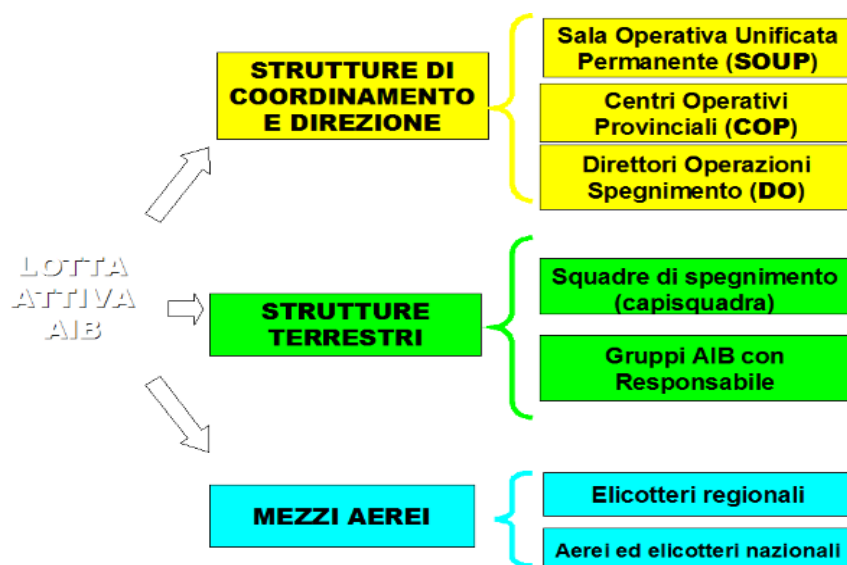 LOTTA
ATTIVA
AIB
STRUTTURE DI
COORDINAMENTO
E DIREZIONE
Sala Operativa Unificata
Permanente (SOUP)
Centri Operativi
Provinciali (COP)
Direttori Operazioni
Spegnimento (DO)
STRUTTURE
TERRESTRI
Squadre di spegnimento
(capisquadra)
Gruppi AIB con
Responsabile
MEZZI AEREI
Elicotteri regionali
Aerei ed elicotteri nazionali